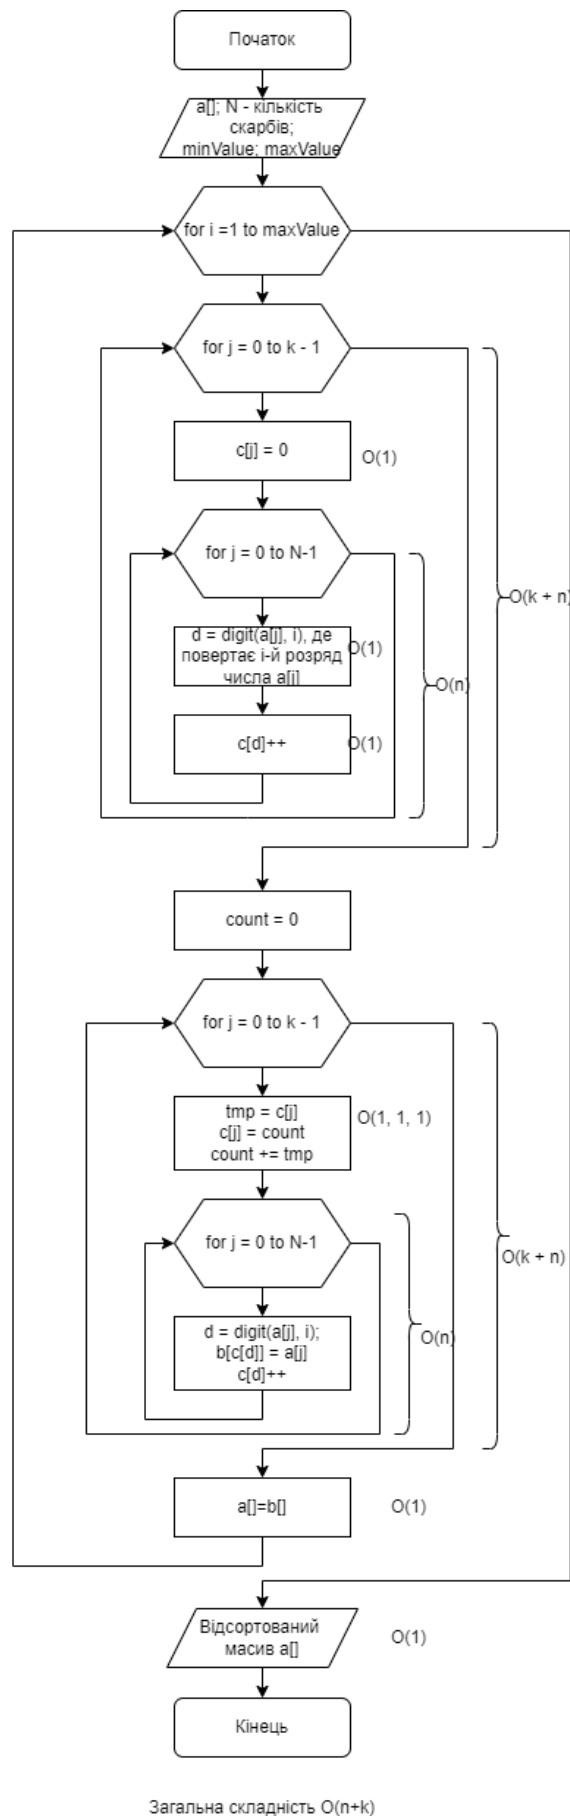 Початок
a[]; N - кількість
скарбів;
minValue; maxValue
for i =1 to maxValue
for j = 0 to k - 1
c[j] = 0
O(1)
for j = 0 to N-1
O(k + n)
d = digit(a[j], i), де
повертає i-й розряд
числа a[j]
O(1)
O(n)
c[d]++
O(1)
count = 0
for j = 0 to k - 1
tmp = c[j]
c[j] = count
count += tmp
O(1, 1, 1)
for j = 0 to N-1
O(k + n)
d = digit(a[j], i);
b[c[d]] = a[j]
c[d]++
O(n)
a[]=b[]
O(1)
Відсортований
масив a[]
O(1)
Кінець
Загальна складність O(n+k)